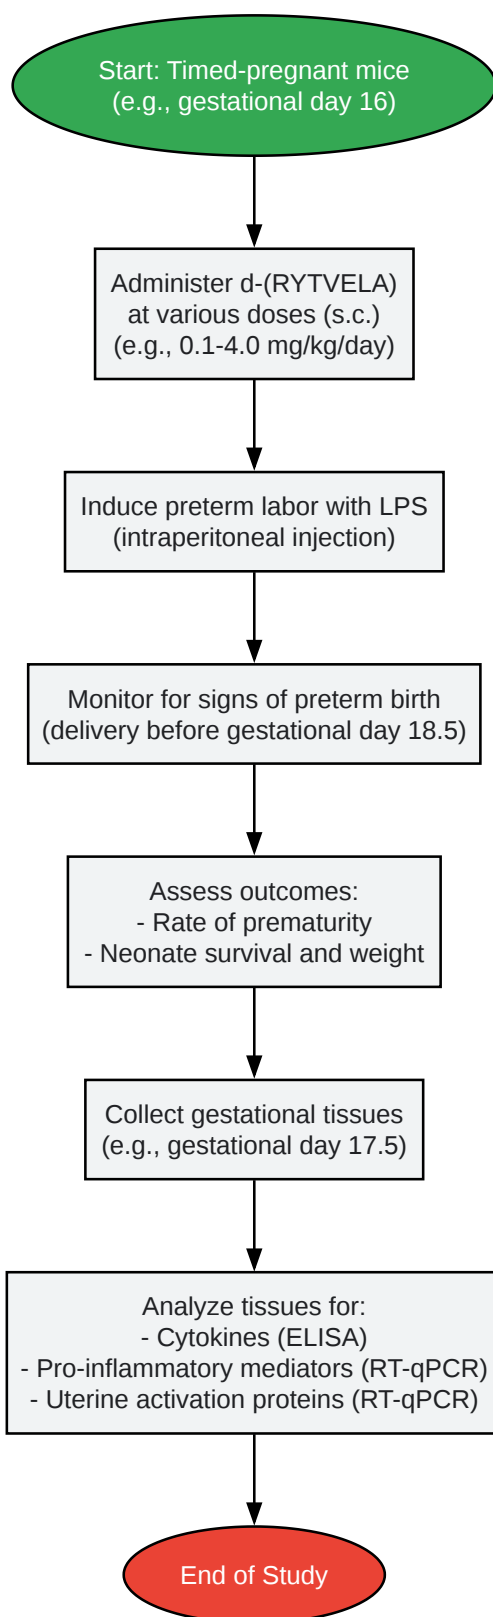 Start: Timed-pregnant mice
(e.g., gestational day 16)
Administer d-(RYTVELA)
at various doses (s.c.)
(e.g., 0.1-4.0 mg/kg/day)
Induce preterm labor with LPS
(intraperitoneal injection)
Monitor for signs of preterm birth
(delivery before gestational day 18.5)
Assess outcomes:
- Rate of prematurity
- Neonate survival and weight
Collect gestational tissues
(e.g., gestational day 17.5)
Analyze tissues for:
- Cytokines (ELISA)
- Pro-inflammatory mediators (RT-qPCR)
- Uterine activation proteins (RT-qPCR)
End of Study